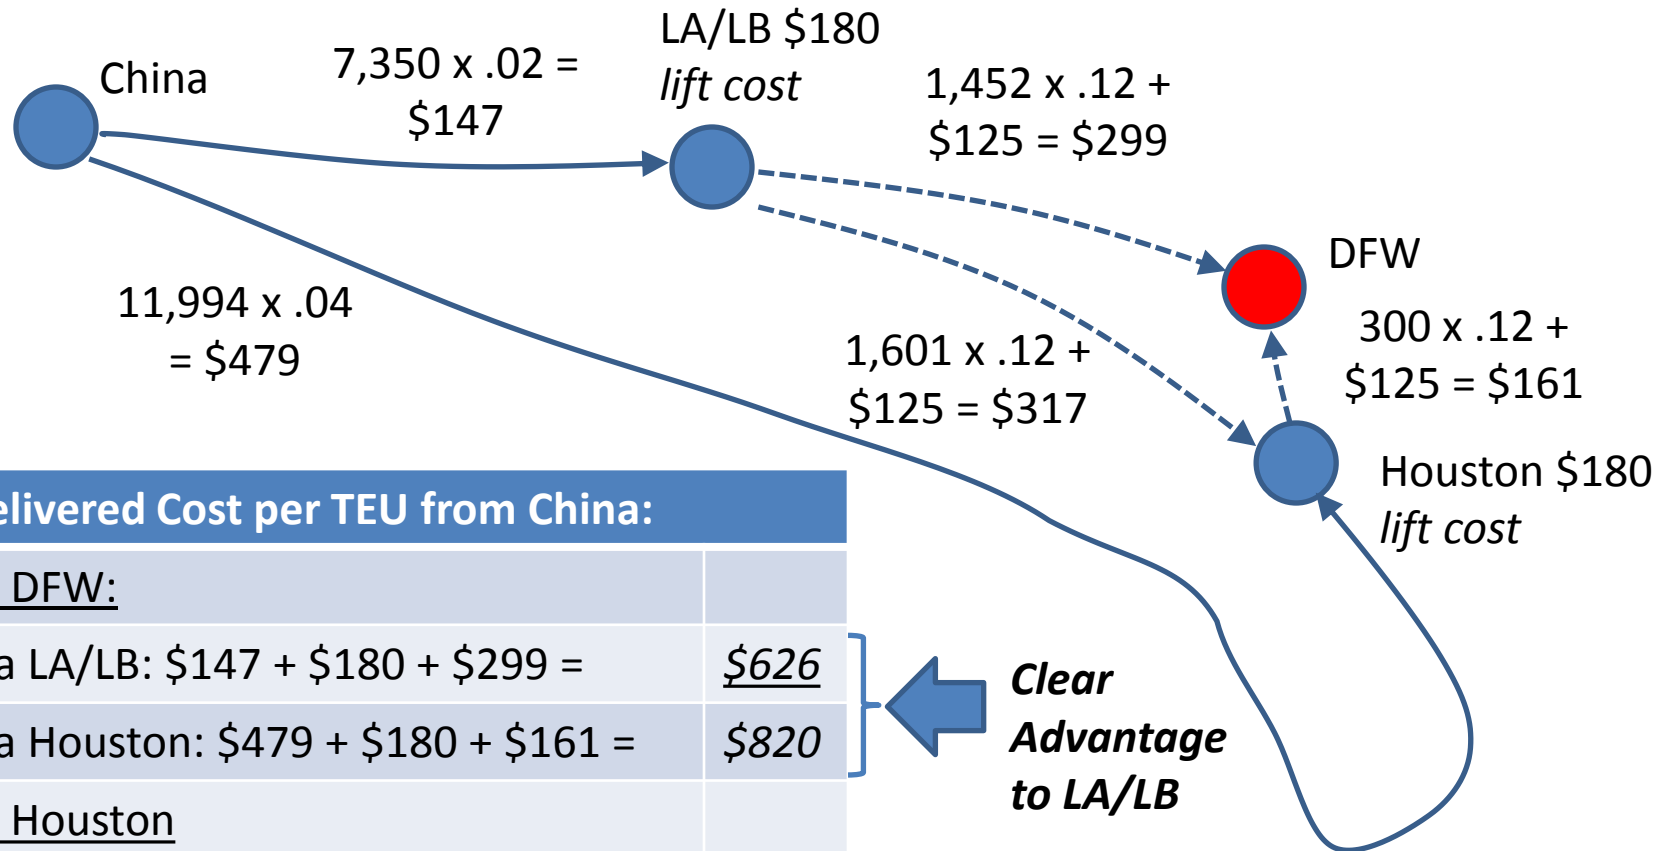 China
7,350 x .02 =
$147
LA/LB $180
lift cost
1,452 x .12 +
$125 = $299
DFW
300 x .12 +
$125 = $161
11,994 x .04
= $479
1,601 x .12 +
$125 = $317
Houston $180
lift cost
elivered Cost per TEU from China:
DFW:
a LA/LB: $147 + $180 + $299 = $626
a Houston: $479 + $180 + $161 = $820
Houston
Clear
Advantage
to LA/LB